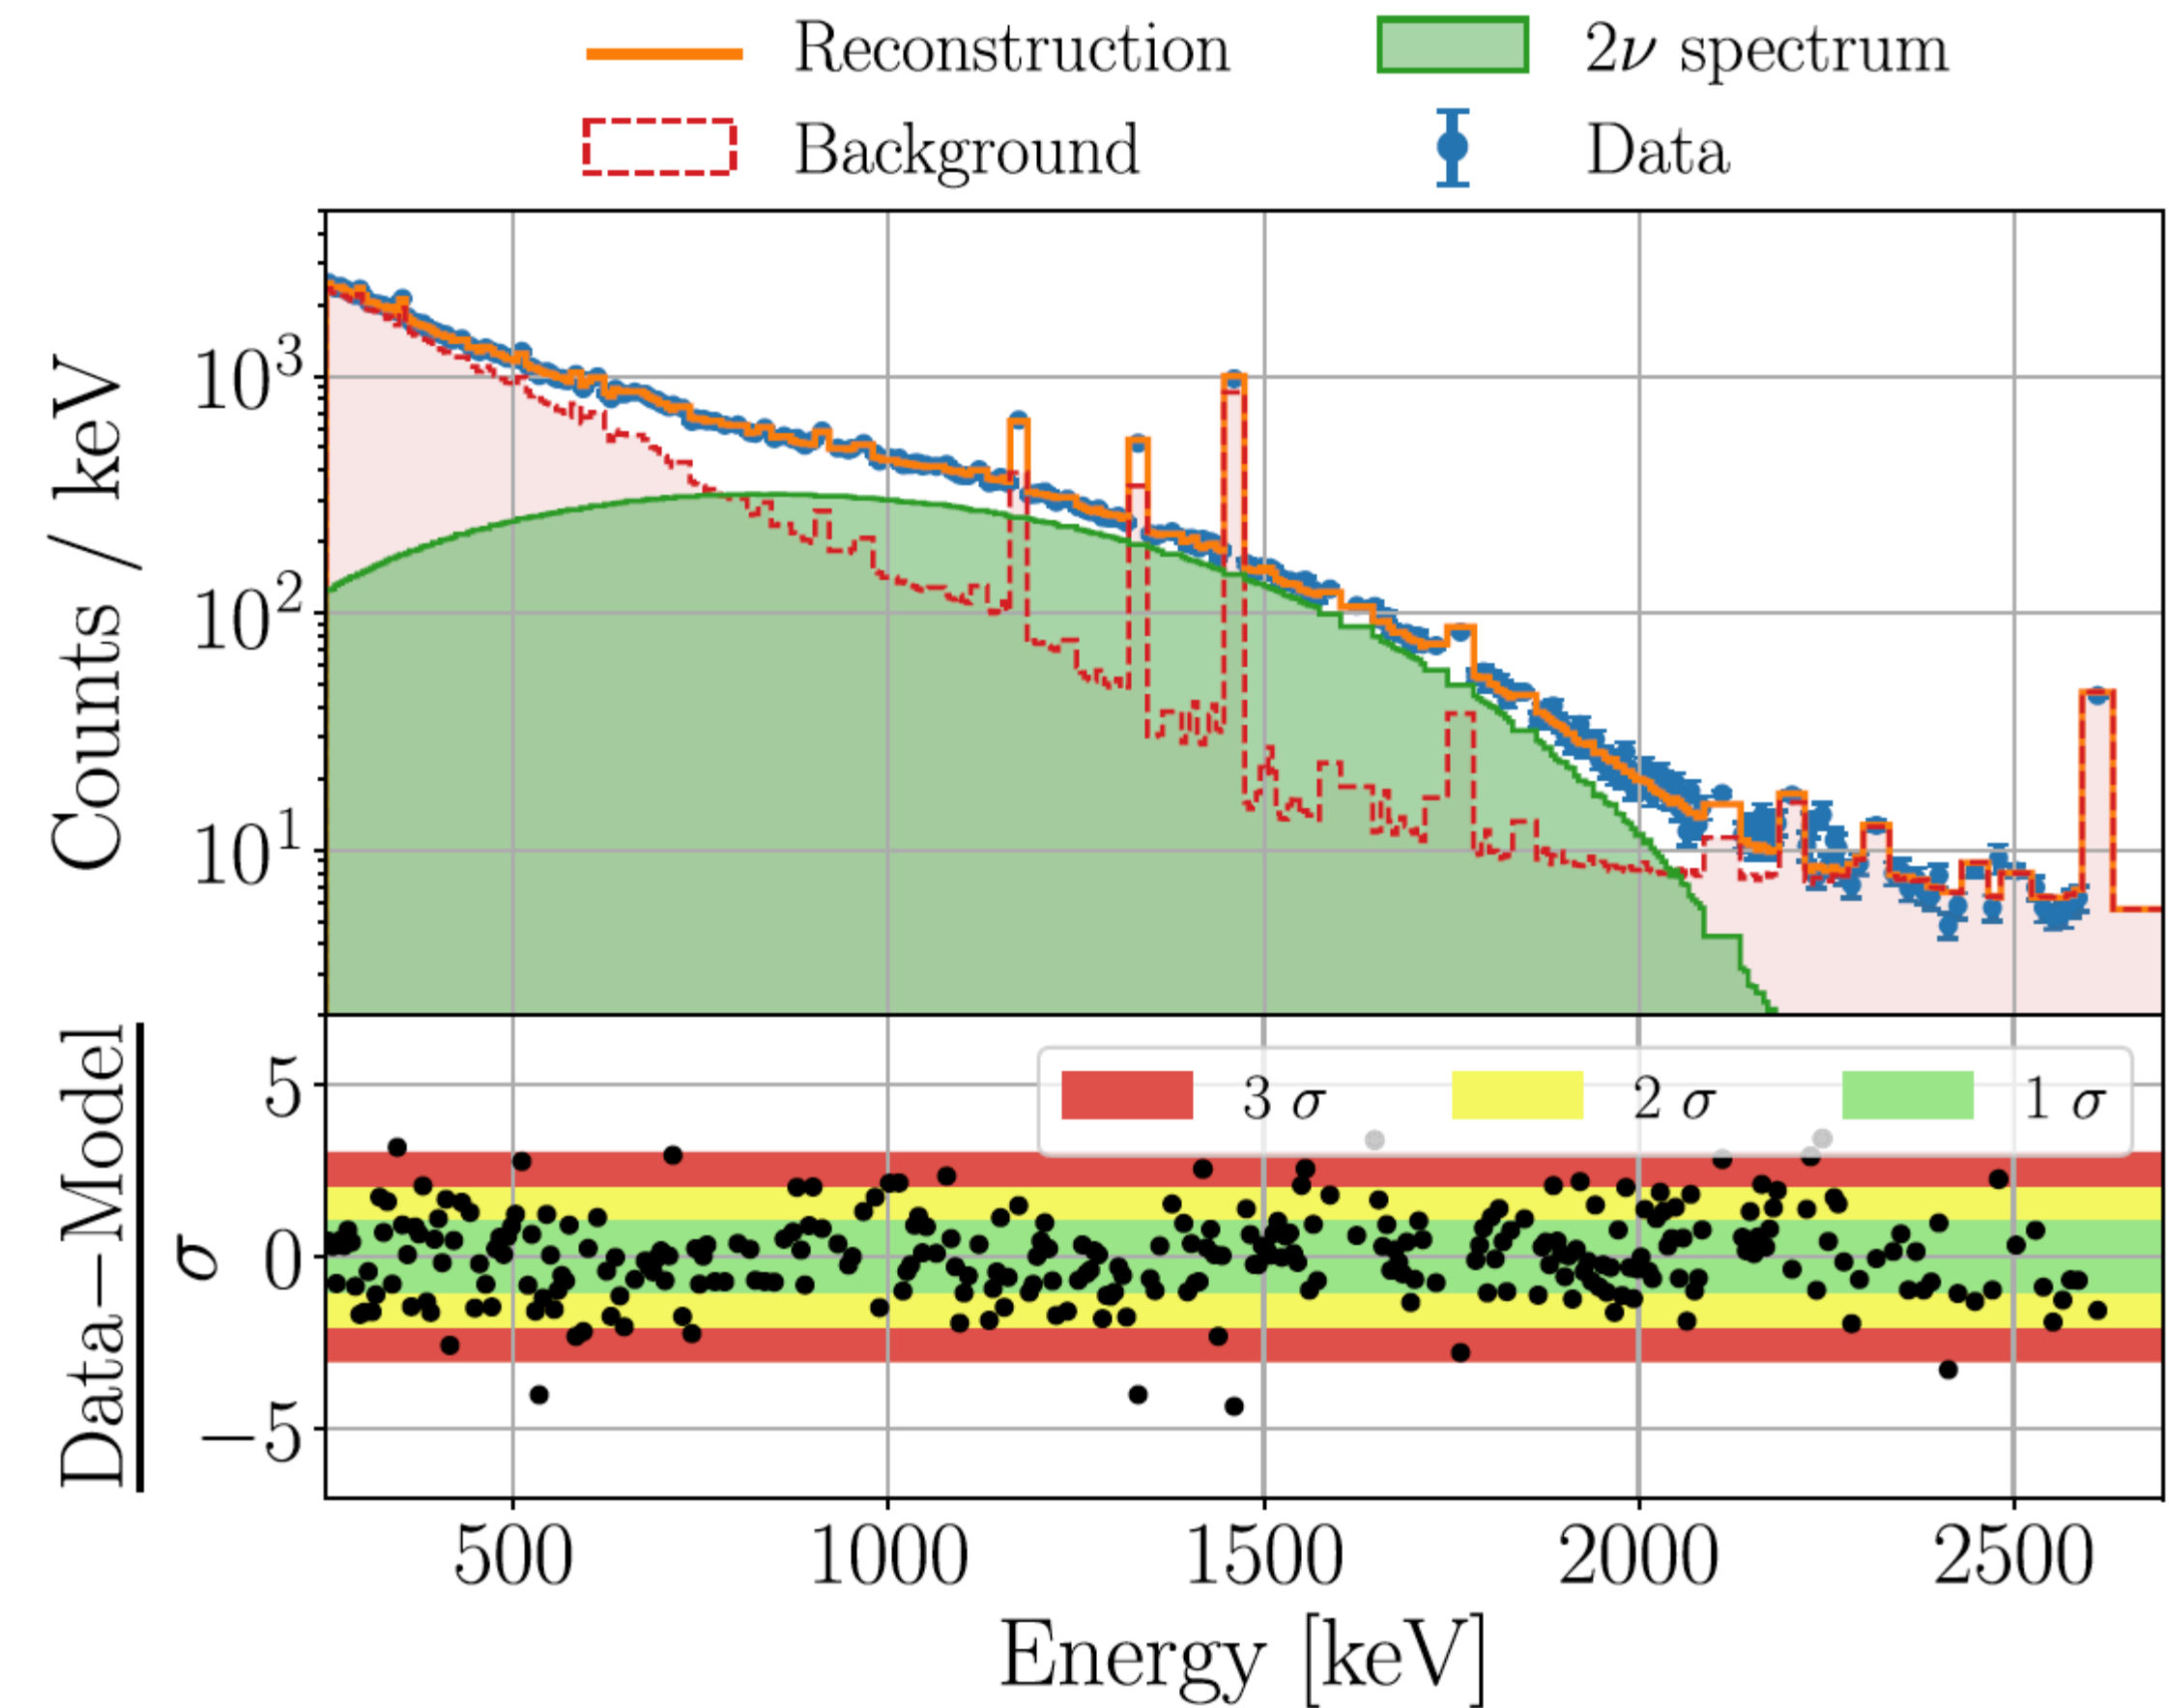 Reconstruction
2ν spectrum
Background
Data
Counts / keV
10³
10²
10¹
Data−Model
σ
5
0
−5
3 σ
2 σ
1 σ
500
1000
1500
2000
2500
Energy [keV]